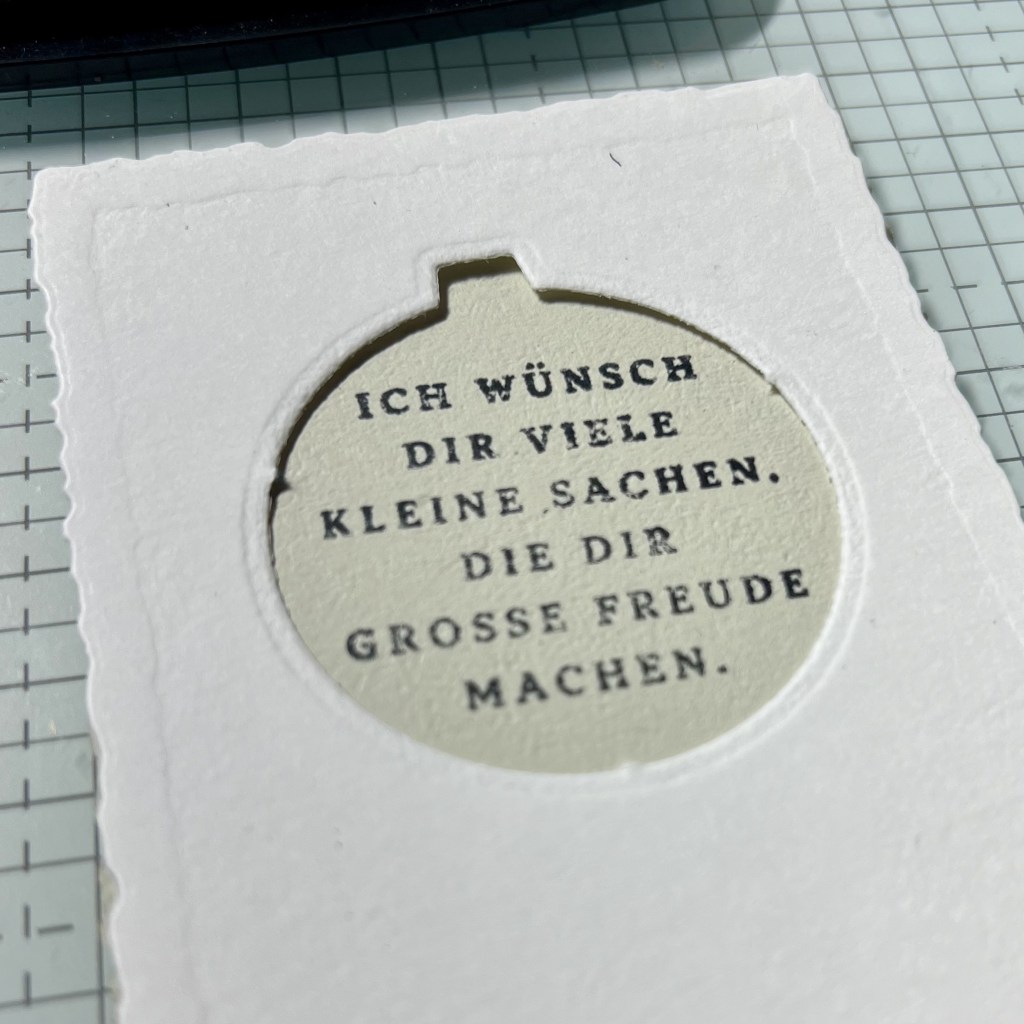 ICH WÜNSCH
DIR VIELE
KLEINE SACHEN.
DIE DIR
GROSSE FREUDE
MACHEN.